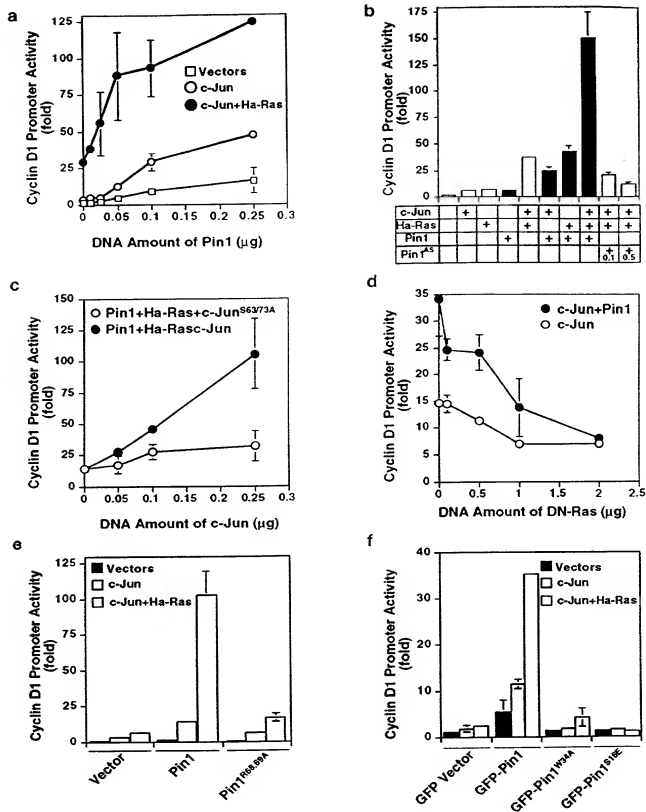 a
Cyclin D1 Promoter Activity
(fold)
125
100
75
50
25
0
Vectors
c-Jun
c-Jun+Ha-Ras
0 0.05 0.1 0.15 0.2 0.25 0.3
DNA Amount of Pin1 (µg)
b
Cyclin D1 Promoter Activity
(fold)
175
150
125
100
75
50
25
0
c-Jun + + + + + +
Ha-Ras + + + + + +
Pin1 + + + +
Pin1AS + +
0.1 0.5
c
Cyclin D1 Promoter Activity
(fold)
150
125
100
75
50
25
0
Pin1+Ha-Ras+c-JunS63/73A
Pin1+Ha-Rasc-Jun
0 0.05 0.1 0.15 0.2 0.25 0.3
DNA Amount of c-Jun (µg)
d
Cyclin D1 Promoter Activity
(fold)
35
30
25
20
15
10
5
0
c-Jun+Pin1
c-Jun
0 0.5 1 1.5 2 2.5
DNA Amount of DN-Ras (µg)
e
Cyclin D1 Promoter Activity
(fold)
125
100
75
50
25
0
Vectors
c-Jun
c-Jun+Ha-Ras
Vector
Pin1
Pin1R68,69A
f
Cyclin D1 Promoter Activity
(fold)
40
30
20
10
0
Vectors
c-Jun
c-Jun+Ha-Ras
GFP Vector
GFP-Pin1
GFP-Pin1W34A
GFP-Pin1S16E